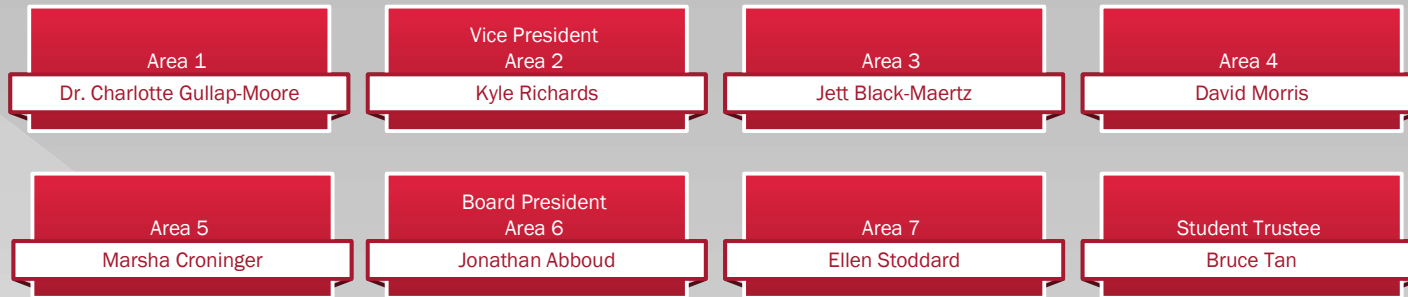 Area 1
Dr. Charlotte Gullap-Moore
Vice President
Area 2
Kyle Richards
Area 3
Jett Black-Maertz
Area 4
David Morris
Area 5
Marsha Croninger
Board President
Area 6
Jonathan Abboud
Area 7
Ellen Stoddard
Student Trustee
Bruce Tan